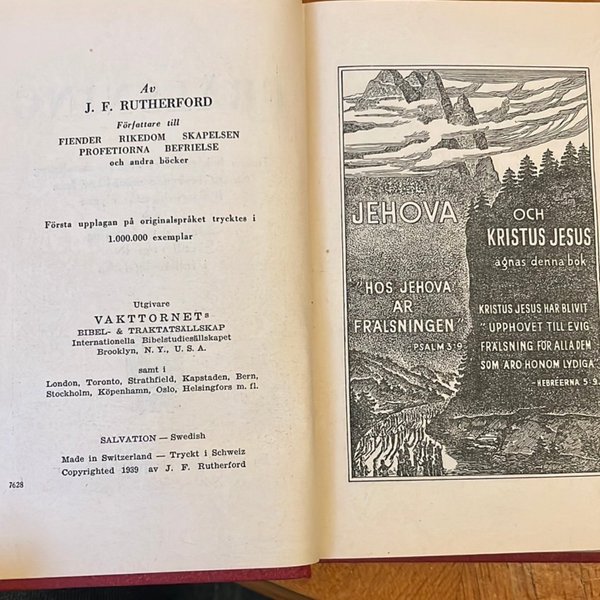 Av
J. F. RUTHERFORD
Författare till
FIENDER RIKEDOM SKAPELSEN
PROFETIORNA BEFRIELSE
och andra böcker
Första upplagan på originalspråket trycktes i
1.000.000 exemplar
Utgivare
VAKTTORNETS
BIBEL- & TRAKTATSÄLLSKAP
Internationella Bibelstudiesällskapet
Brooklyn, N. Y., U. S. A.
samt i
London, Toronto, Strathfield, Kapstaden, Bern,
Stockholm, Köpenhamn, Oslo, Helsingfors m. fl.
SALVATION — Swedish
Made in Switzerland — Tryckt i Schweiz
Copyrighted 1939 av J. F. Rutherford
7628
JEHOVA
OCH
KRISTUS JESUS
ägnas denna bok
"HOS JEHOVA
ÄR
FRÄLSNINGEN"
-PSALM 3:9
KRISTUS JESUS HAR BLIVIT
"UPPHOVET TILL EVIG
FRÄLSNING FÖR ALLA DEM
SOM ÄRO HONOM LYDIGA"
-HEBREERNA 5:9